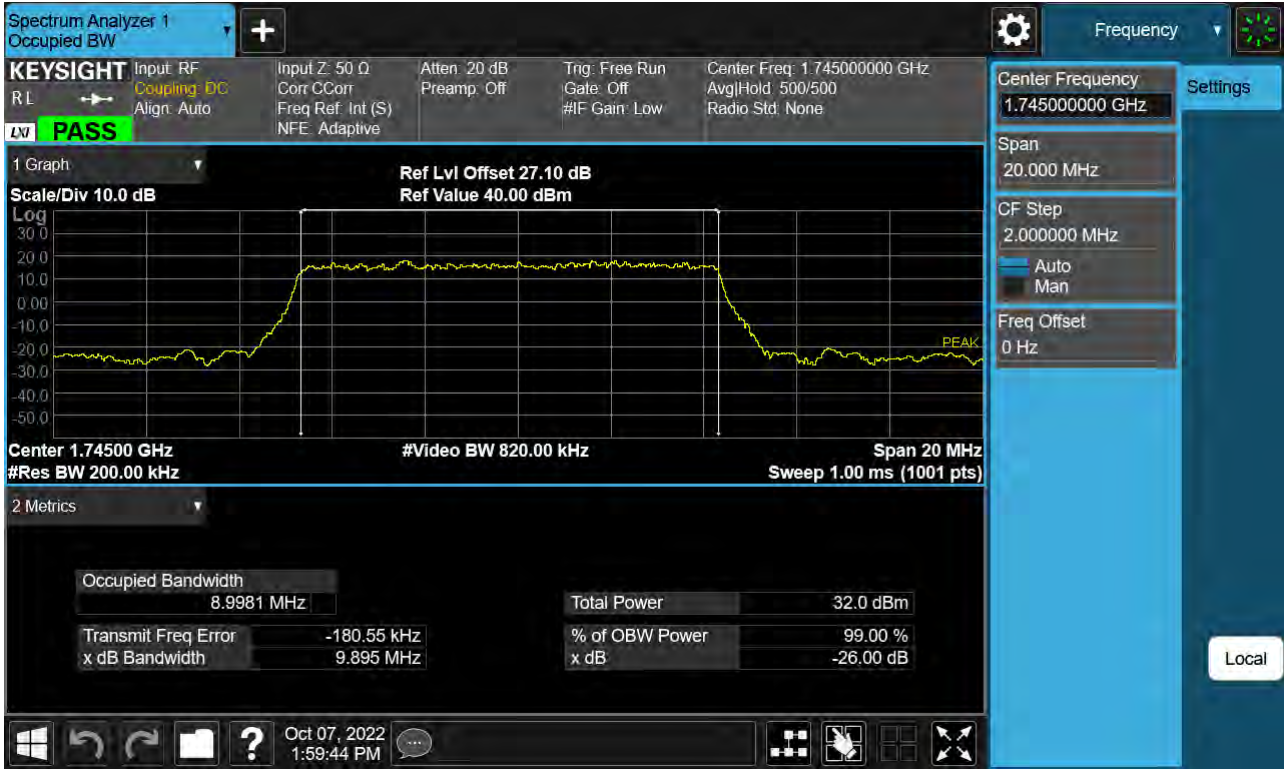 Spectrum Analyzer 1
Occupied BW
+
Frequency
KEYSIGHT
R L
LXI
PASS
Input: RF
Coupling: DC
Align: Auto
Input Z: 50 Ω
Corr CCorr
Freq Ref: Int (S)
NFE: Adaptive
Atten: 20 dB
Preamp: Off
Trig: Free Run
Gate: Off
#IF Gain: Low
Center Freq: 1.745000000 GHz
Avg|Hold: 500/500
Radio Std: None
1 Graph
Scale/Div 10.0 dB
Ref Lvl Offset 27.10 dB
Ref Value 40.00 dBm
Log
30.0
20.0
10.0
0.00
-10.0
-20.0
-30.0
-40.0
-50.0
PEAK
Center 1.74500 GHz
#Video BW 820.00 kHz
Span 20 MHz
#Res BW 200.00 kHz
Sweep 1.00 ms (1001 pts)
2 Metrics
Occupied Bandwidth
8.9981 MHz
Total Power 32.0 dBm
Transmit Freq Error -180.55 kHz
% of OBW Power 99.00 %
x dB Bandwidth 9.895 MHz
x dB -26.00 dB
Center Frequency
1.745000000 GHz
Settings
Span
20.000 MHz
CF Step
2.000000 MHz
Auto
Man
Freq Offset
0 Hz
Local
?
Oct 07, 2022
1:59:44 PM